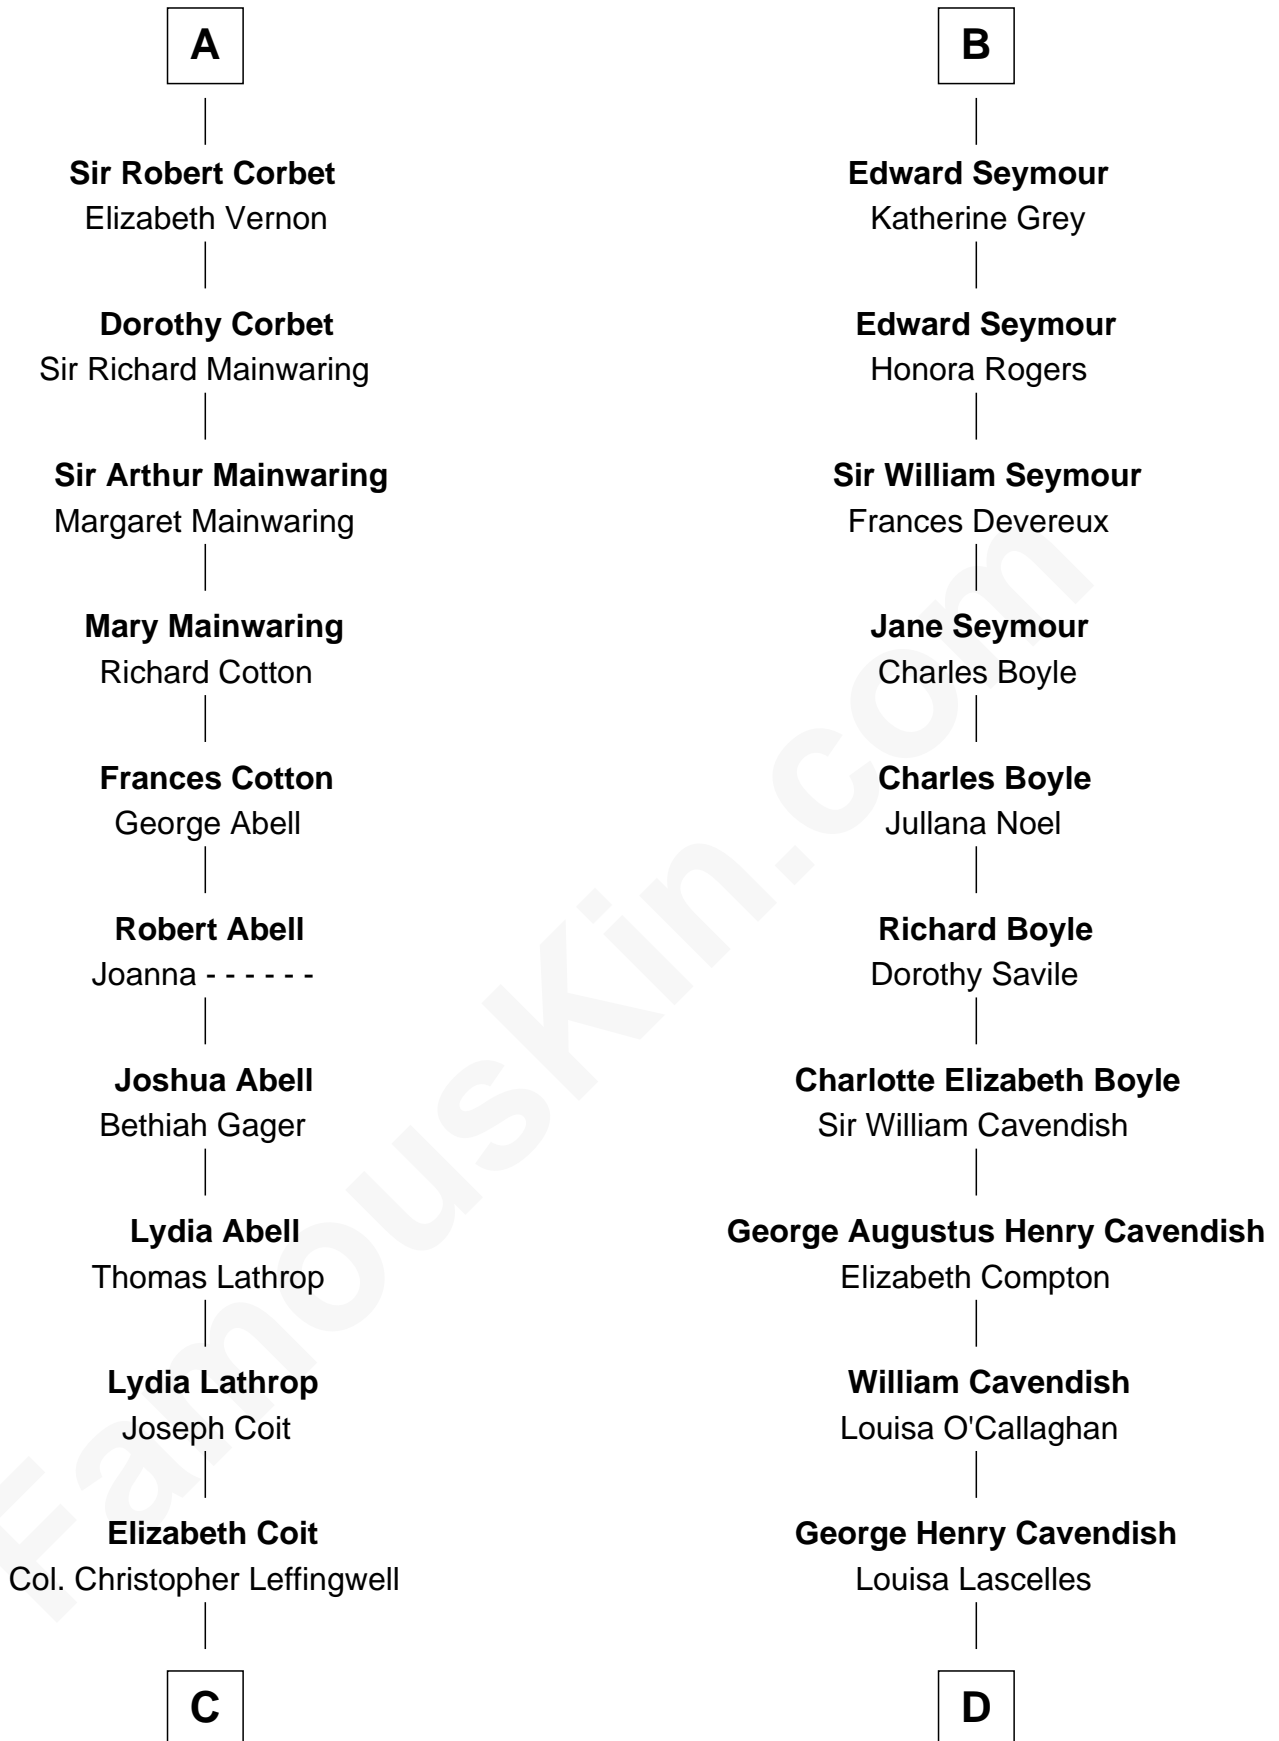 A
Sir Robert Corbet
Elizabeth Vernon
Dorothy Corbet
Sir Richard Mainwaring
Sir Arthur Mainwaring
Margaret Mainwaring
Mary Mainwaring
Richard Cotton
Frances Cotton
George Abell
Robert Abell
Joanna - - - - - -
Joshua Abell
Bethiah Gager
Lydia Abell
Thomas Lathrop
Lydia Lathrop
Joseph Coit
Elizabeth Coit
Col. Christopher Leffingwell
C
B
Edward Seymour
Katherine Grey
Edward Seymour
Honora Rogers
Sir William Seymour
Frances Devereux
Jane Seymour
Charles Boyle
Charles Boyle
Jullana Noel
Richard Boyle
Dorothy Savile
Charlotte Elizabeth Boyle
Sir William Cavendish
George Augustus Henry Cavendish
Elizabeth Compton
William Cavendish
Louisa O'Callaghan
George Henry Cavendish
Louisa Lascelles
D
FamousKin.com